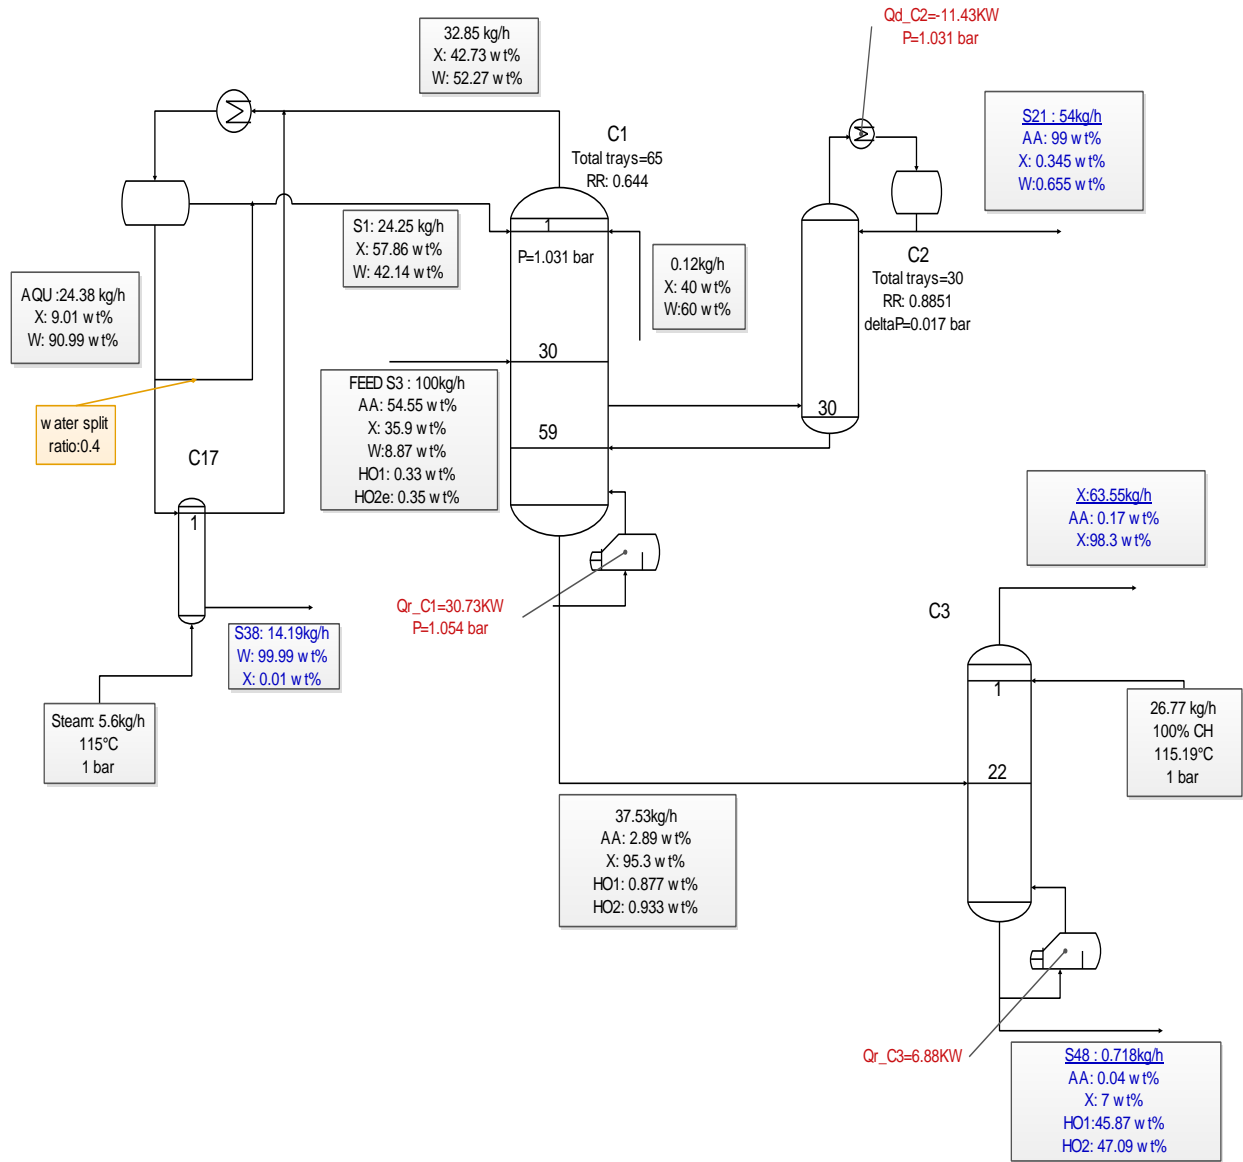 Qd_C2=-11.43KW
P=1.031 bar
32.85 kg/h
X: 42.73 wt%
W: 52.27 wt%
C1
Total trays=65
RR: 0.644
S21 : 54kg/h
AA: 99 wt%
X: 0.345 wt%
W:0.655 wt%
S1: 24.25 kg/h
X: 57.86 wt%
W: 42.14 wt%
1
P=1.031 bar
0.12kg/h
X: 40 wt%
W:60 wt%
C2
Total trays=30
RR: 0.8851
deltaP=0.017 bar
AQU :24.38 kg/h
X: 9.01 wt%
W: 90.99 wt%
30
FEED S3 : 100kg/h
AA: 54.55 wt%
X: 35.9 wt%
W:8.87 wt%
HO1: 0.33 wt%
HO2e: 0.35 wt%
59
30
water split
ratio:0.4
C17
1
X:63.55kg/h
AA: 0.17 wt%
X:98.3 wt%
Qr_C1=30.73KW
P=1.054 bar
C3
S38: 14.19kg/h
W: 99.99 wt%
X: 0.01 wt%
Steam: 5.6kg/h
115°C
1 bar
1
26.77 kg/h
100% CH
115.19°C
1 bar
22
37.53kg/h
AA: 2.89 wt%
X: 95.3 wt%
HO1: 0.877 wt%
HO2: 0.933 wt%
Qr_C3=6.88KW
S48 : 0.718kg/h
AA: 0.04 wt%
X: 7 wt%
HO1:45.87 wt%
HO2: 47.09 wt%